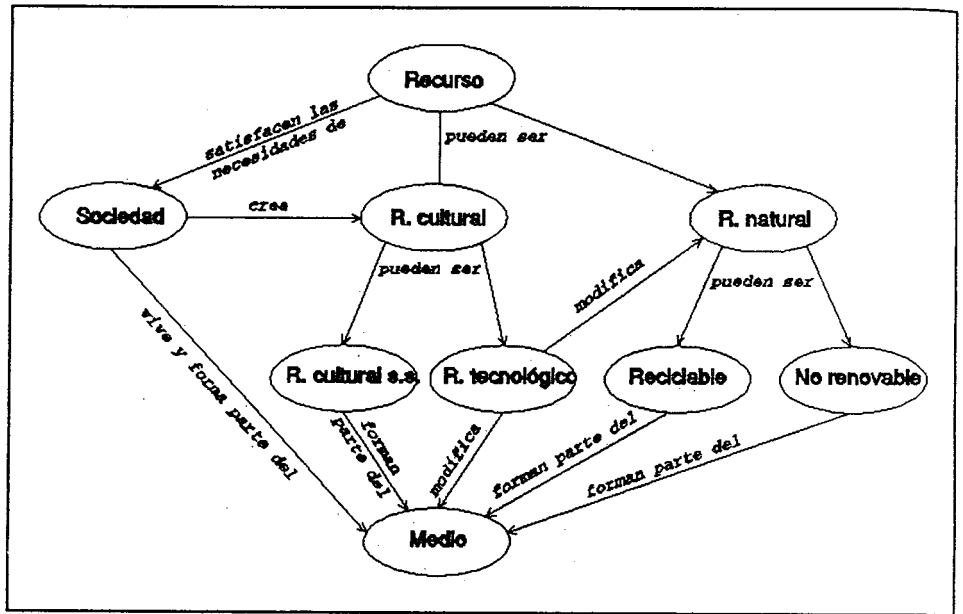 Recurso
satisfacen las
necesidades de
pueden ser
Sociedad
crea
R. cultural
R. natural
pueden ser
modifica
pueden ser
vive y forma parte del
R. cultural s.s.
R. tecnológico
Reciclable
No renovable
forman
parte del
modifica
forman parte del
forman parte del
Medio